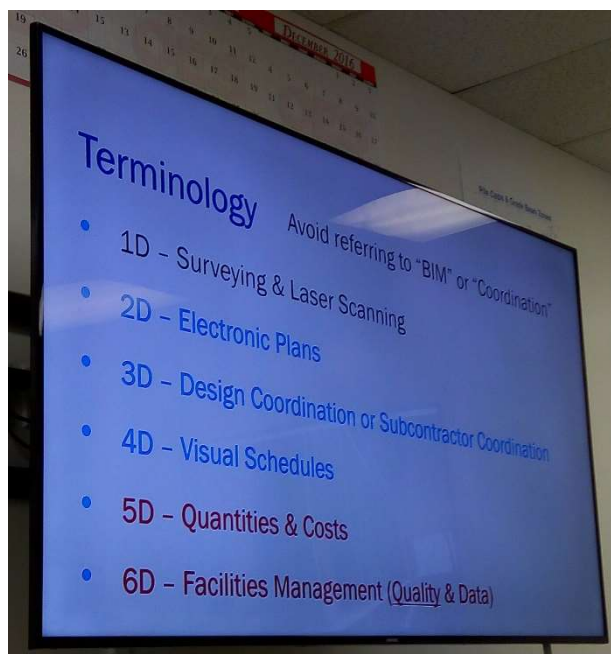 DECEMBER 2016
Terminology
Avoid referring to "BIM" or "Coordination"
1D – Surveying & Laser Scanning
2D – Electronic Plans
3D – Design Coordination or Subcontractor Coordination
4D – Visual Schedules
5D – Quantities & Costs
6D – Facilities Management (Quality & Data)